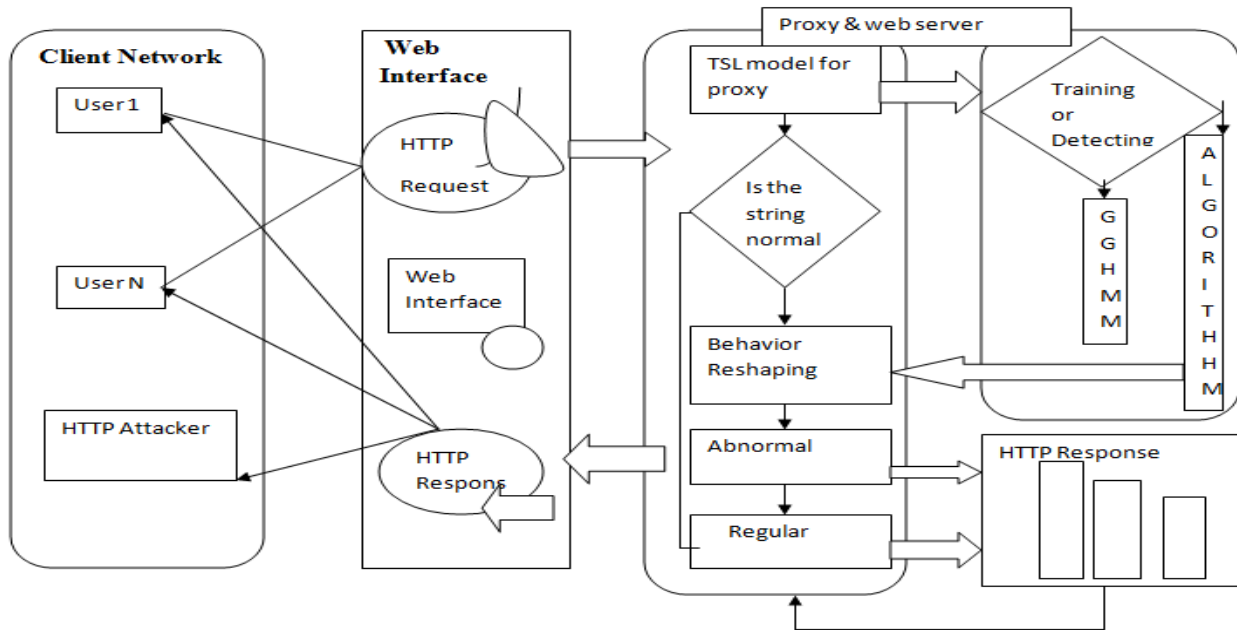 Proxy & web server
Client Network
User 1
User N
HTTP Attacker
Web
Interface
HTTP
Request
Web
Interface
HTTP
Respons
TSL model for
proxy
Is the
string
normal
Behavior
Reshaping
Abnormal
Regular
Training
or
Detecting
G
G
H
M
M
A
L
G
O
R
I
T
H
H
M
HTTP Response